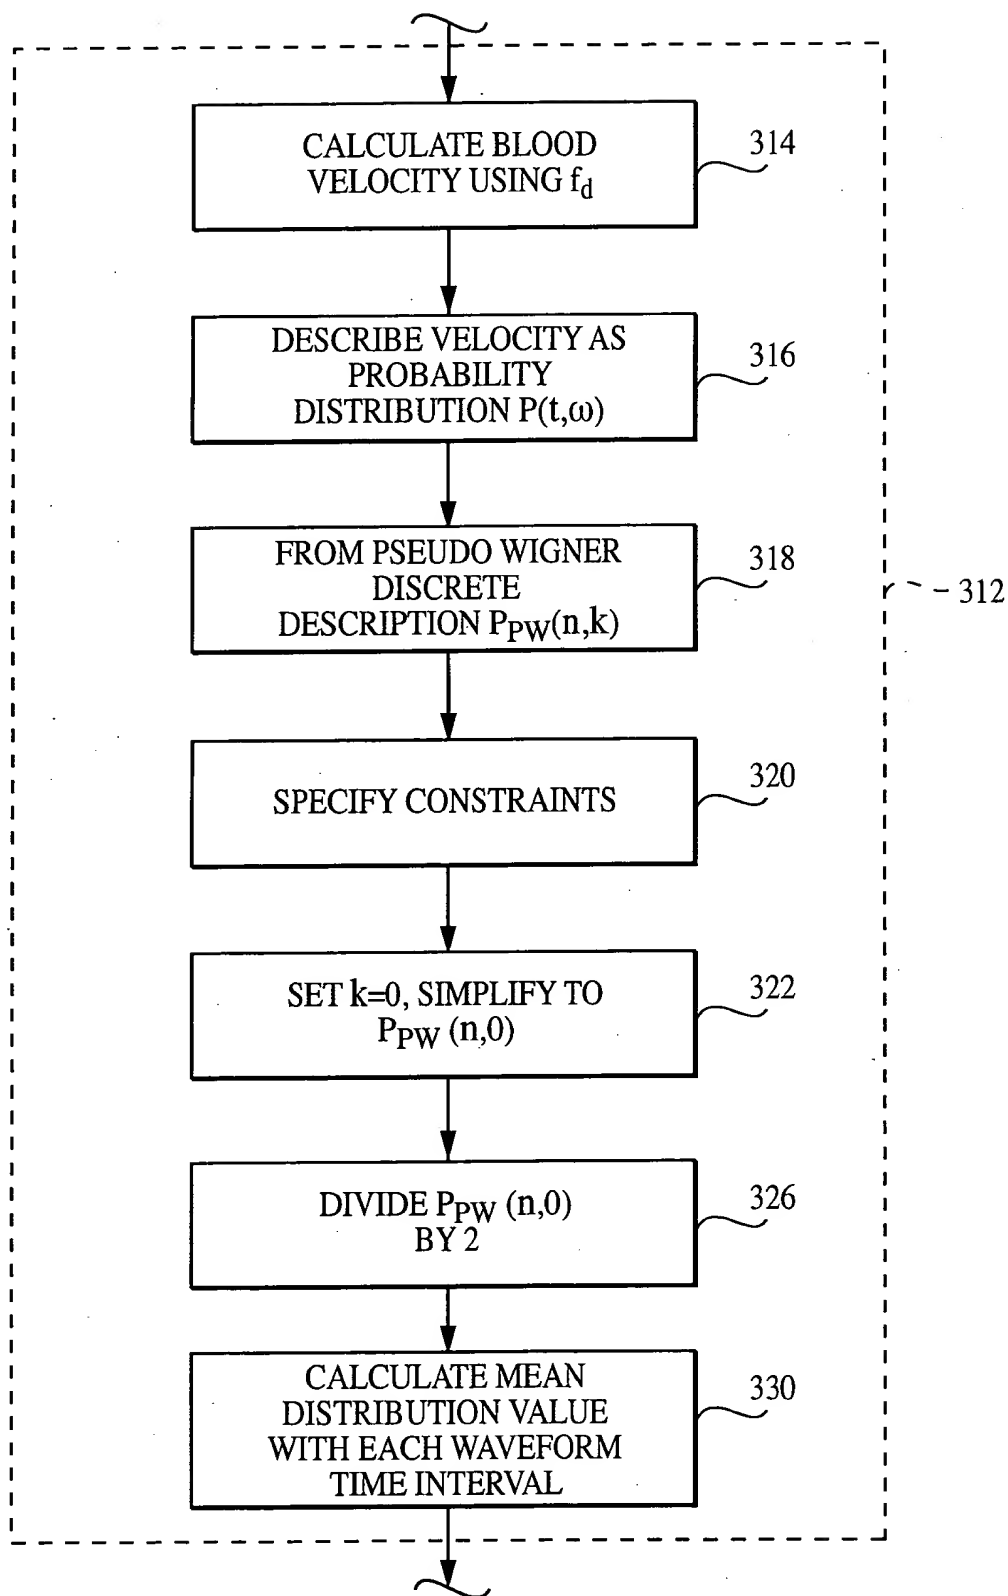 CALCULATE BLOOD
VELOCITY USING fd
314
DESCRIBE VELOCITY AS
PROBABILITY
DISTRIBUTION P(t,ω)
316
FROM PSEUDO WIGNER
DISCRETE
DESCRIPTION PPW(n,k)
318
312
SPECIFY CONSTRAINTS
320
SET k=0, SIMPLIFY TO
PPW (n,0)
322
DIVIDE PPW (n,0)
BY 2
326
CALCULATE MEAN
DISTRIBUTION VALUE
WITH EACH WAVEFORM
TIME INTERVAL
330